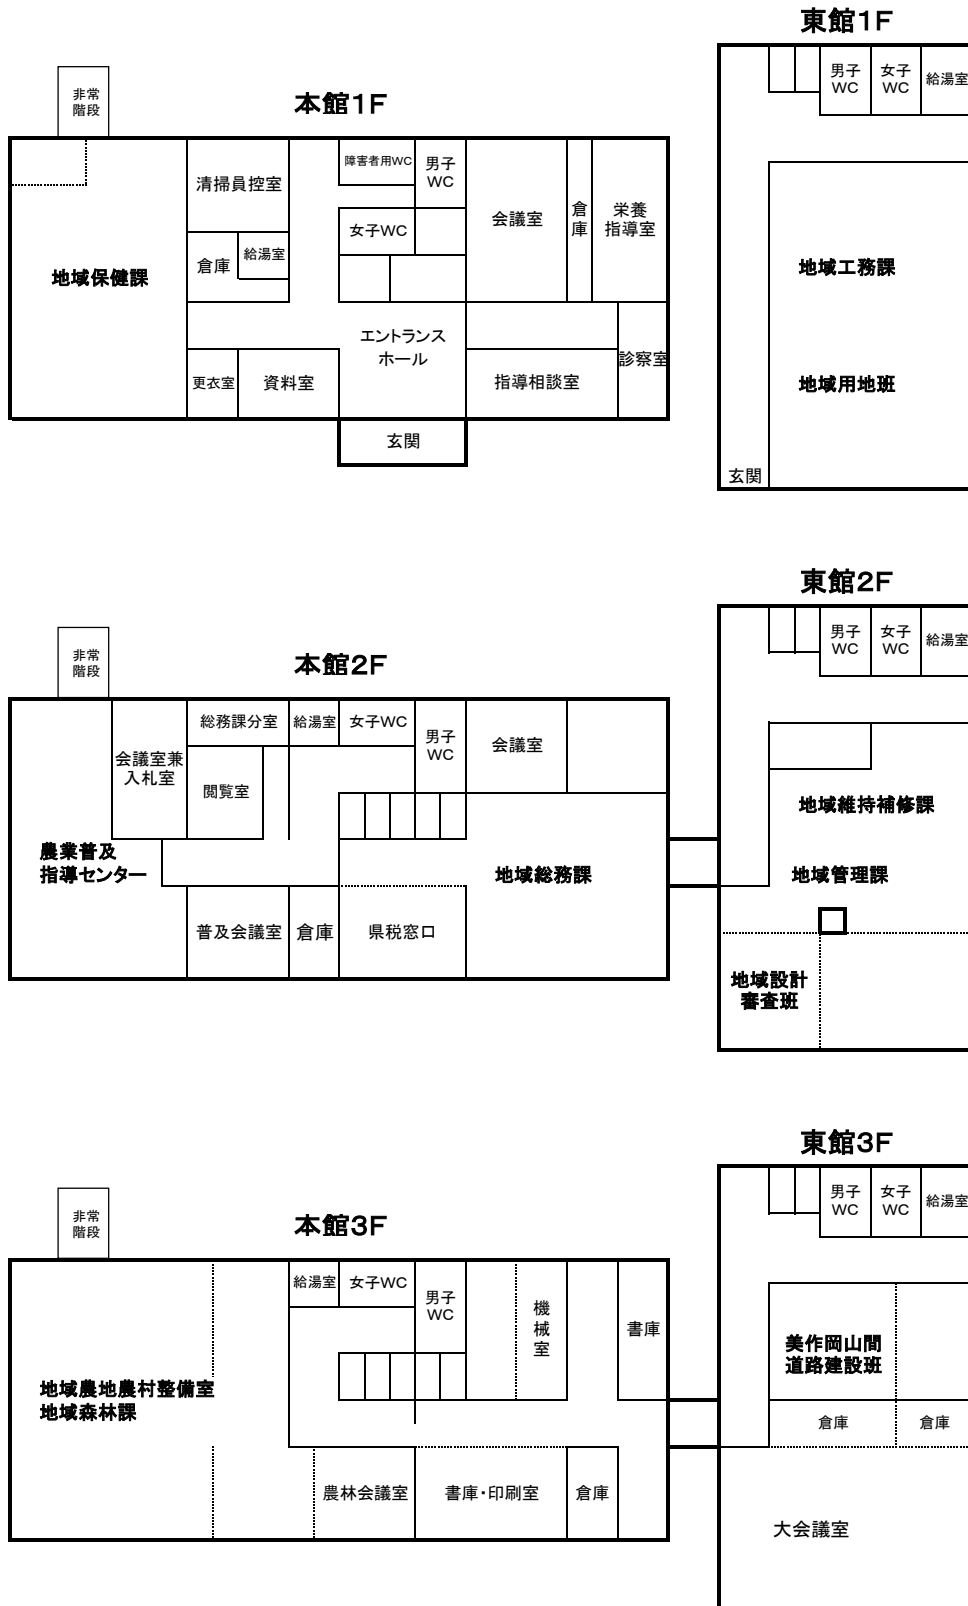 東館1F
男子
WC
女子
WC
給湯室
地域工務課
地域用地班
玄関
本館1F
非常
階段
清掃員控室
障害者用WC
男子
WC
会議室
倉庫
栄養
指導室
女子WC
倉庫
給湯室
地域保健課
エントランス
ホール
更衣室
資料室
指導相談室
診察室
玄関
東館2F
男子
WC
女子
WC
給湯室
地域維持補修課
地域管理課
地域設計
審査班
本館2F
非常
階段
総務課分室
給湯室
女子WC
男子
WC
会議室
会議室兼
入札室
閲覧室
農業普及
指導センター
地域総務課
普及会議室
倉庫
県税窓口
東館3F
男子
WC
女子
WC
給湯室
美作岡山間
道路建設班
倉庫
倉庫
大会議室
本館3F
非常
階段
給湯室
女子WC
男子
WC
機械室
書庫
地域農地農村整備室
地域森林課
農林会議室
書庫・印刷室
倉庫